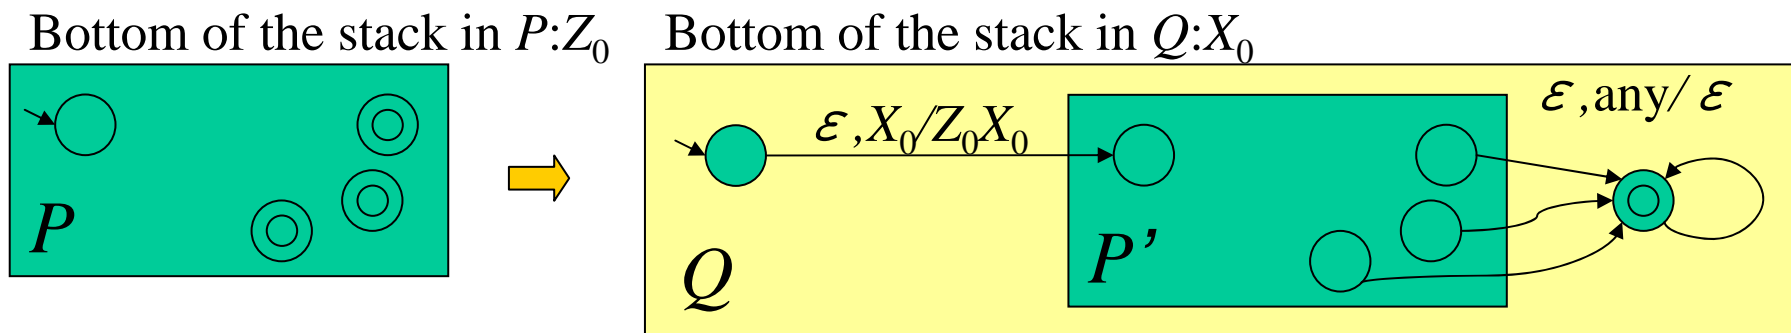 Bottom of the stack in P:Z₀
Bottom of the stack in Q:X₀
P
ε,X₀/Z₀X₀
ε,any/ε
Q
P’